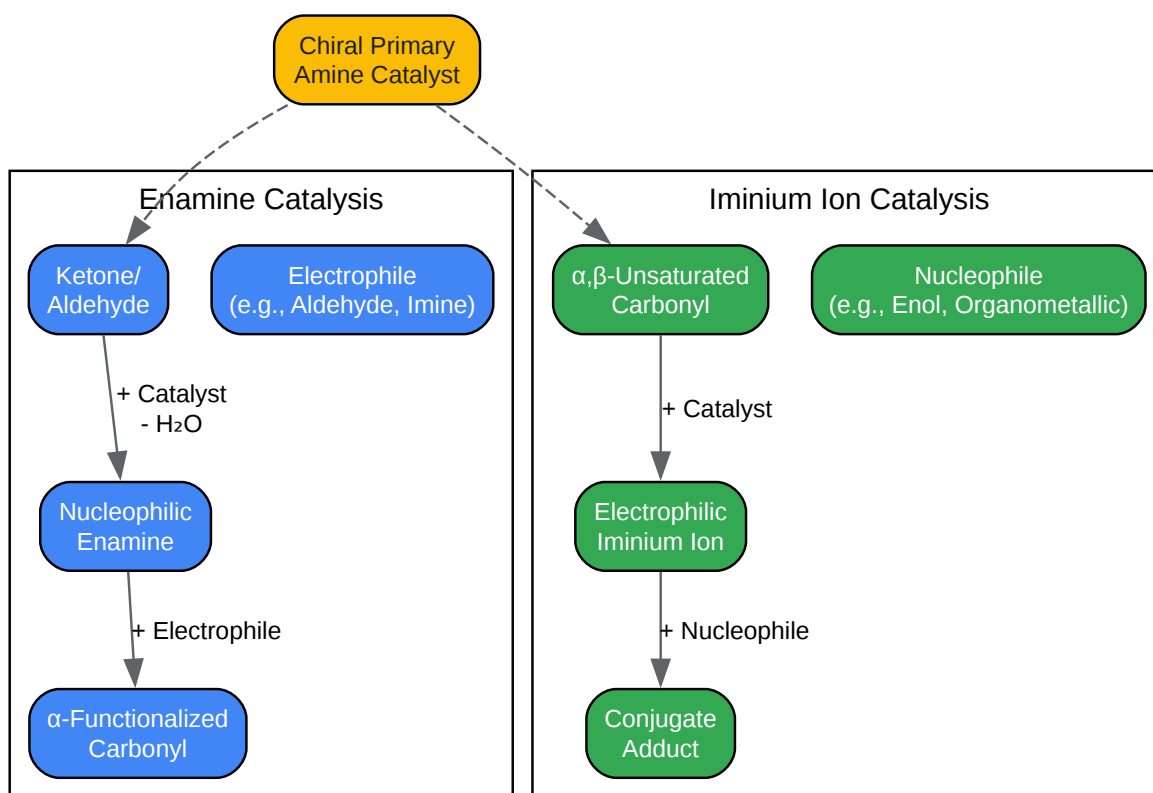 Chiral Primary
Amine Catalyst
Enamine Catalysis
Ketone/
Aldehyde
Electrophile
(e.g., Aldehyde, Imine)
+ Catalyst
- H₂O
Nucleophilic
Enamine
+ Electrophile
α-Functionalized
Carbonyl
Iminium Ion Catalysis
α,β-Unsaturated
Carbonyl
Nucleophile
(e.g., Enol, Organometallic)
+ Catalyst
Electrophilic
Iminium Ion
+ Nucleophile
Conjugate
Adduct